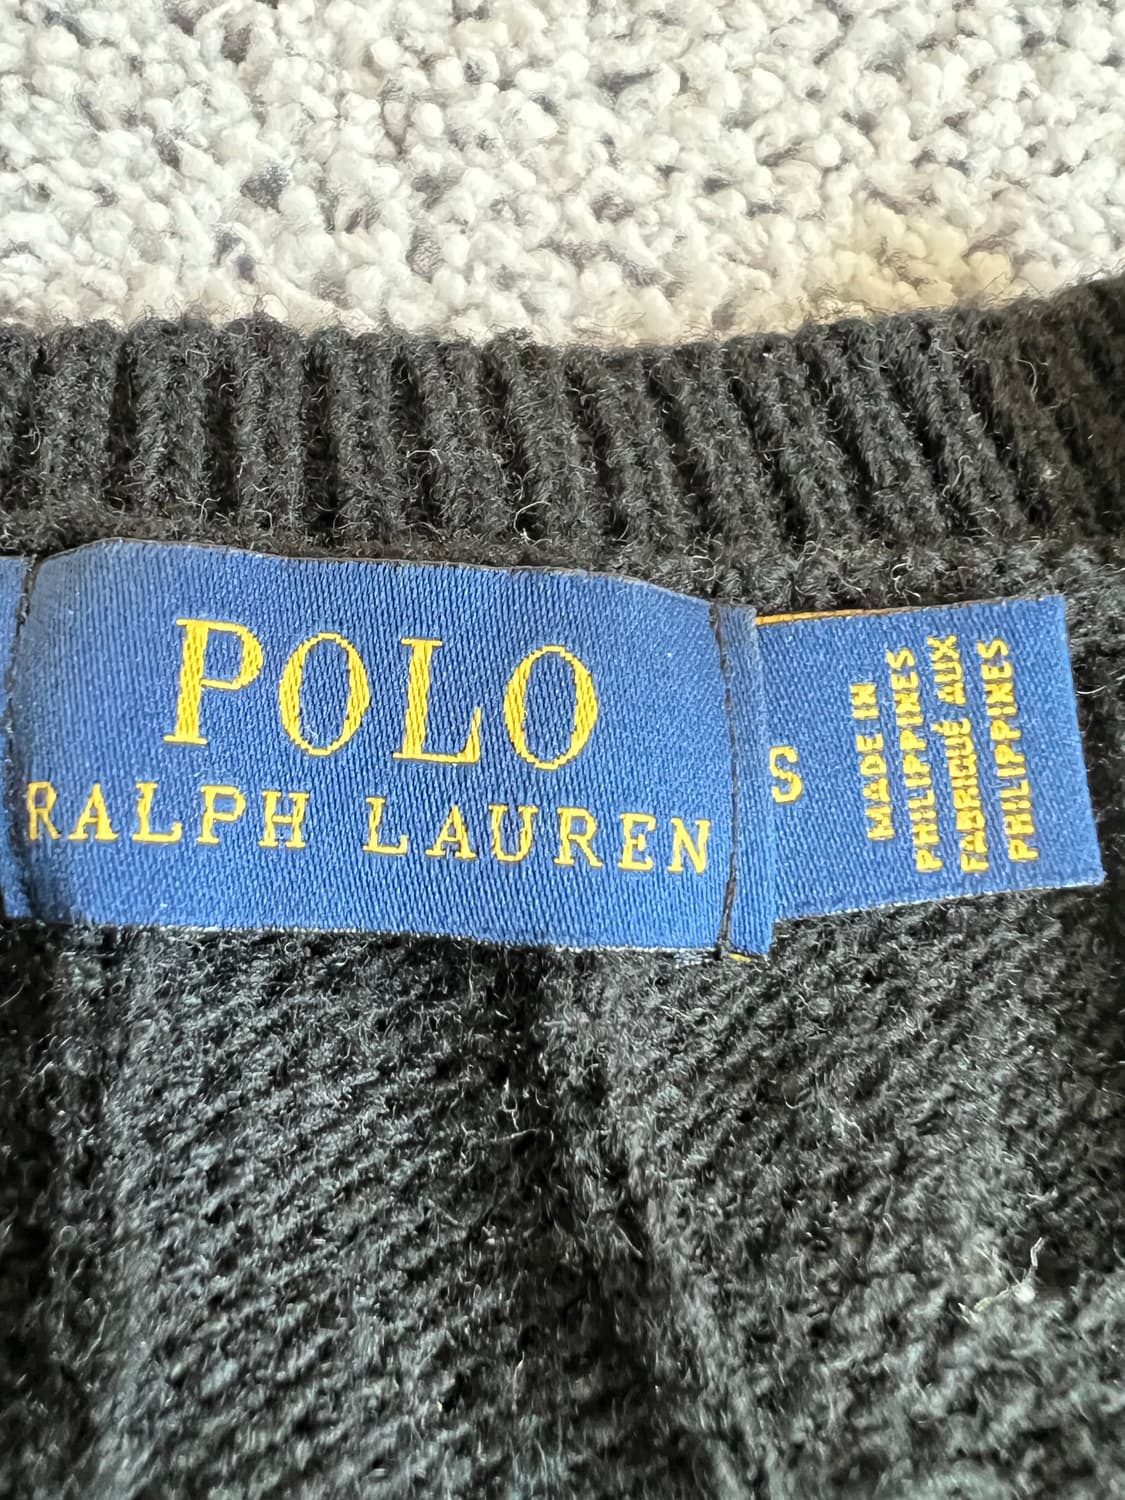 POLO
RALPH LAUREN
S
MADE IN
PHILIPPINES
FABRIQUÉ AUX
PHILIPPINES